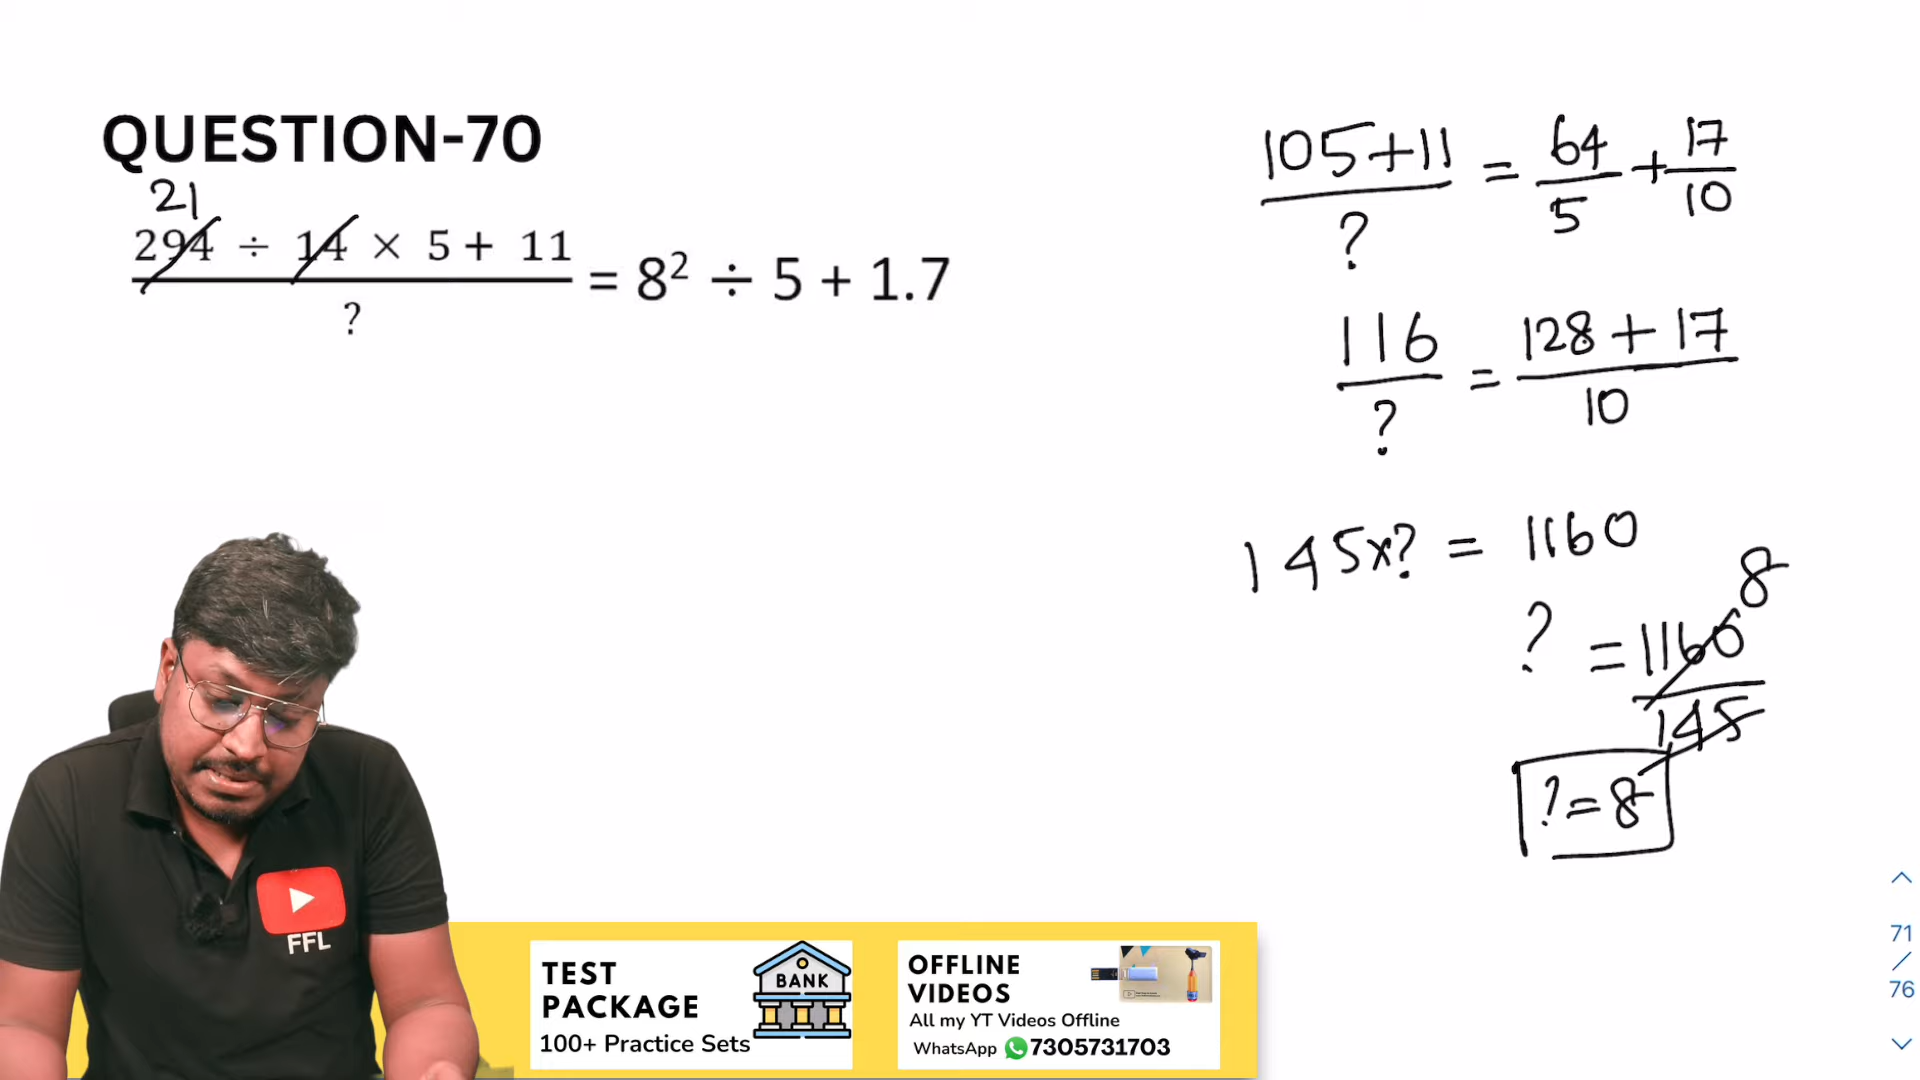 QUESTION-70
21
294 ÷ 14 × 5 + 11
?
= 8² ÷ 5 + 1.7
105+11 / ? = 64/5 + 17/10
116 / ? = 128 + 17 / 10
145x? = 1160
8
? = 1160 / 145
? = 8
FFL
TEST
PACKAGE
100+ Practice Sets
BANK
OFFLINE
VIDEOS
All my YT Videos Offline
WhatsApp 7305731703
71
/
76